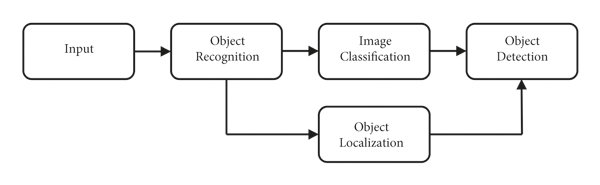 Input
Object
Recognition
Image
Classification
Object
Detection
Object
Localization